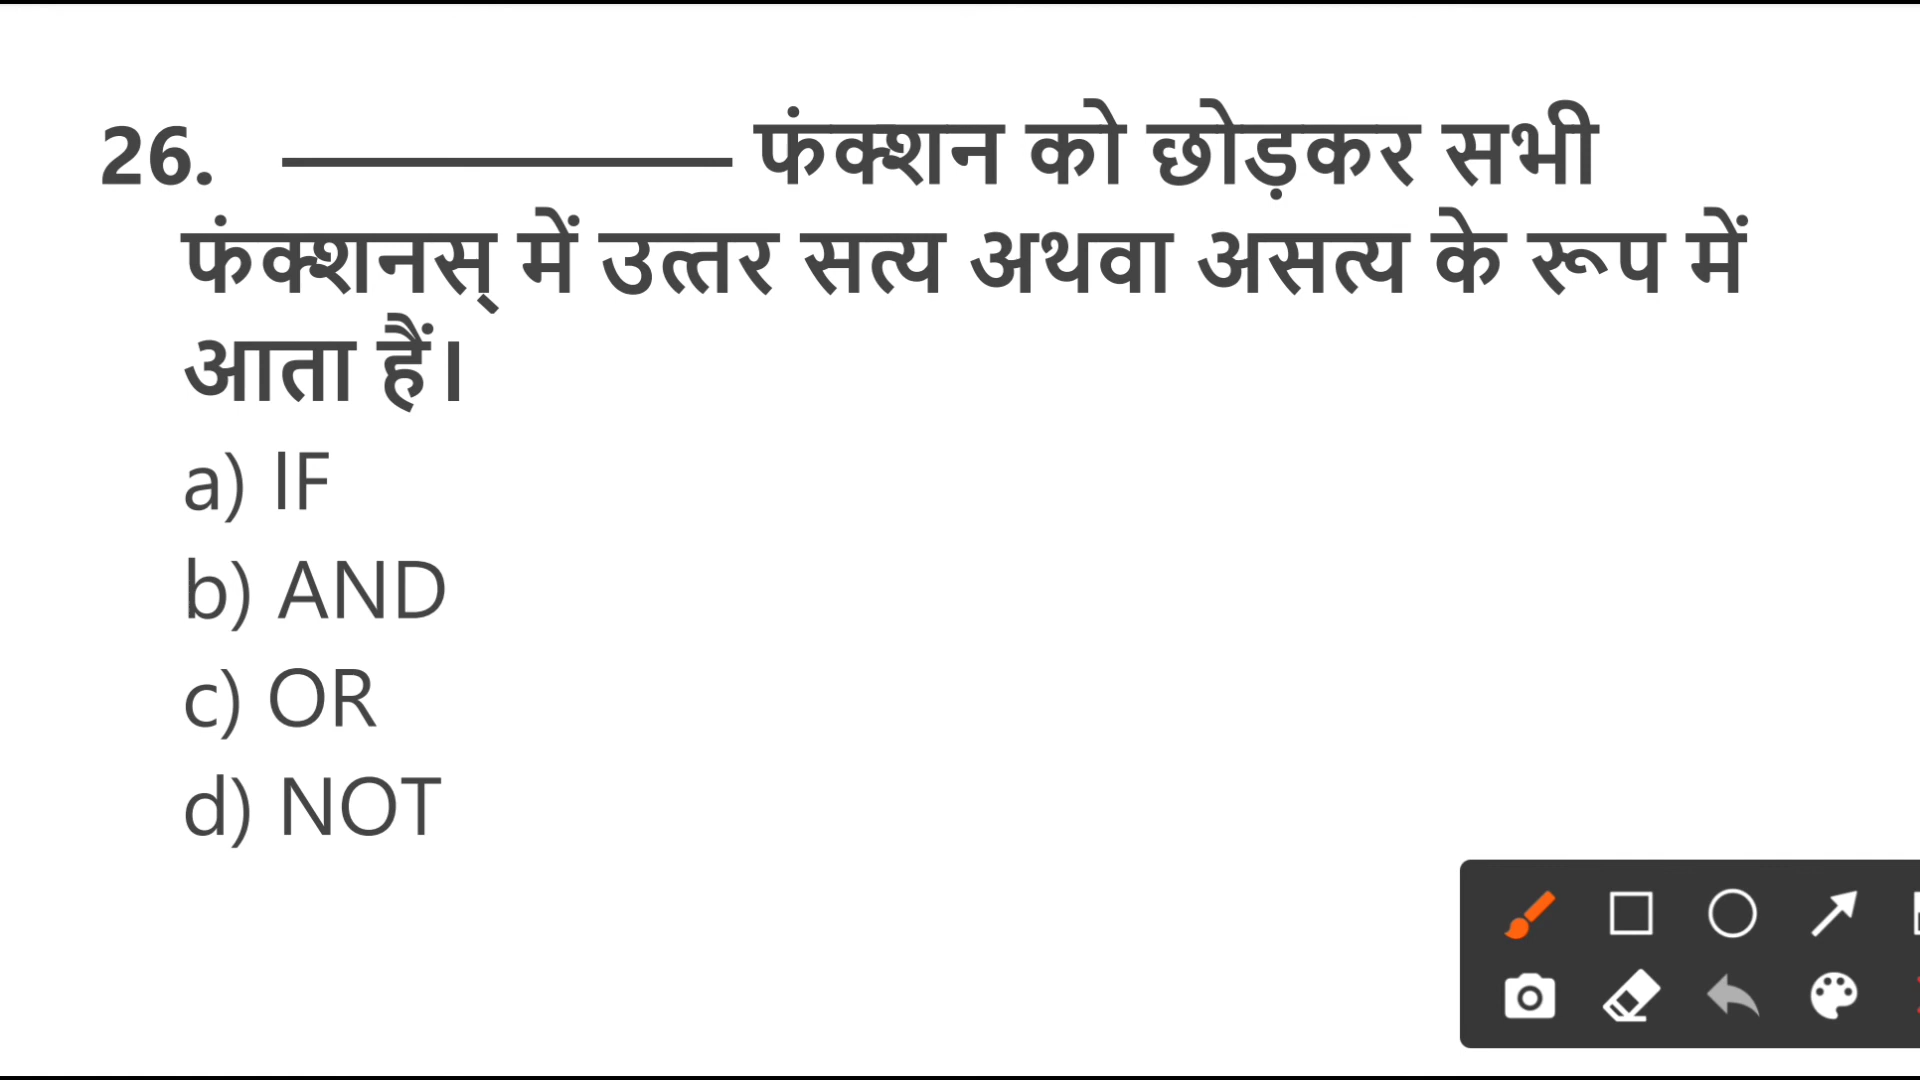 26. ____________ फंक्शन को छोड़कर सभी
फंक्शनस् में उत्तर सत्य अथवा असत्य के रूप में
आता हैं।
a) IF
b) AND
c) OR
d) NOT